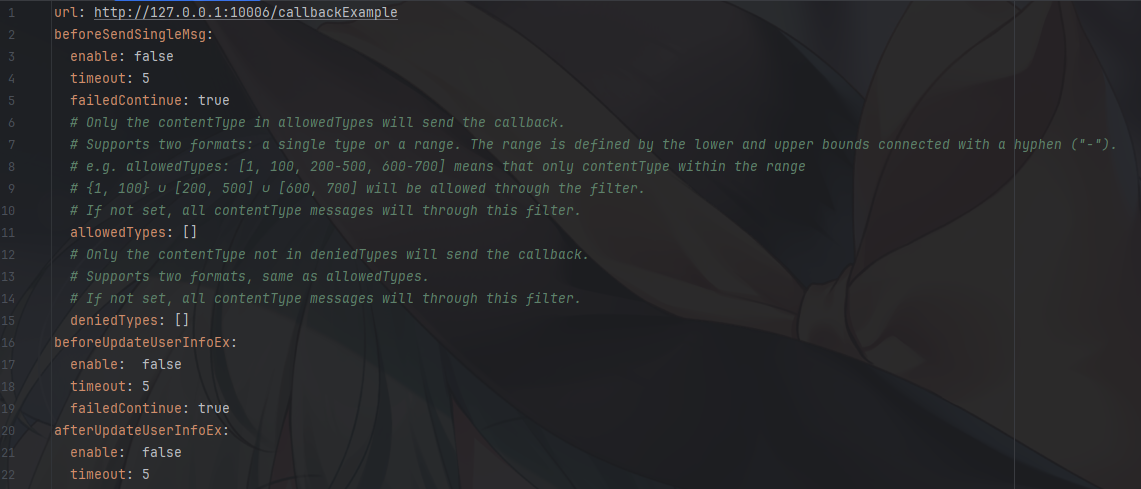 1 url: http://127.0.0.1:10006/callbackExample
2 beforeSendSingleMsg:
3 enable: false
4 timeout: 5
5 failedContinue: true
6 # Only the contentType in allowedTypes will send the callback.
7 # Supports two formats: a single type or a range. The range is defined by the lower and upper bounds connected with a hyphen ("-").
8 # e.g. allowedTypes: [1, 100, 200-500, 600-700] means that only contentType within the range
9 # {1, 100} ∪ [200, 500] ∪ [600, 700] will be allowed through the filter.
10 # If not set, all contentType messages will through this filter.
11 allowedTypes: []
12 # Only the contentType not in deniedTypes will send the callback.
13 # Supports two formats, same as allowedTypes.
14 # If not set, all contentType messages will through this filter.
15 deniedTypes: []
16 beforeUpdateUserInfoEx:
17 enable:  false
18 timeout: 5
19 failedContinue: true
20 afterUpdateUserInfoEx:
21 enable:  false
22 timeout: 5